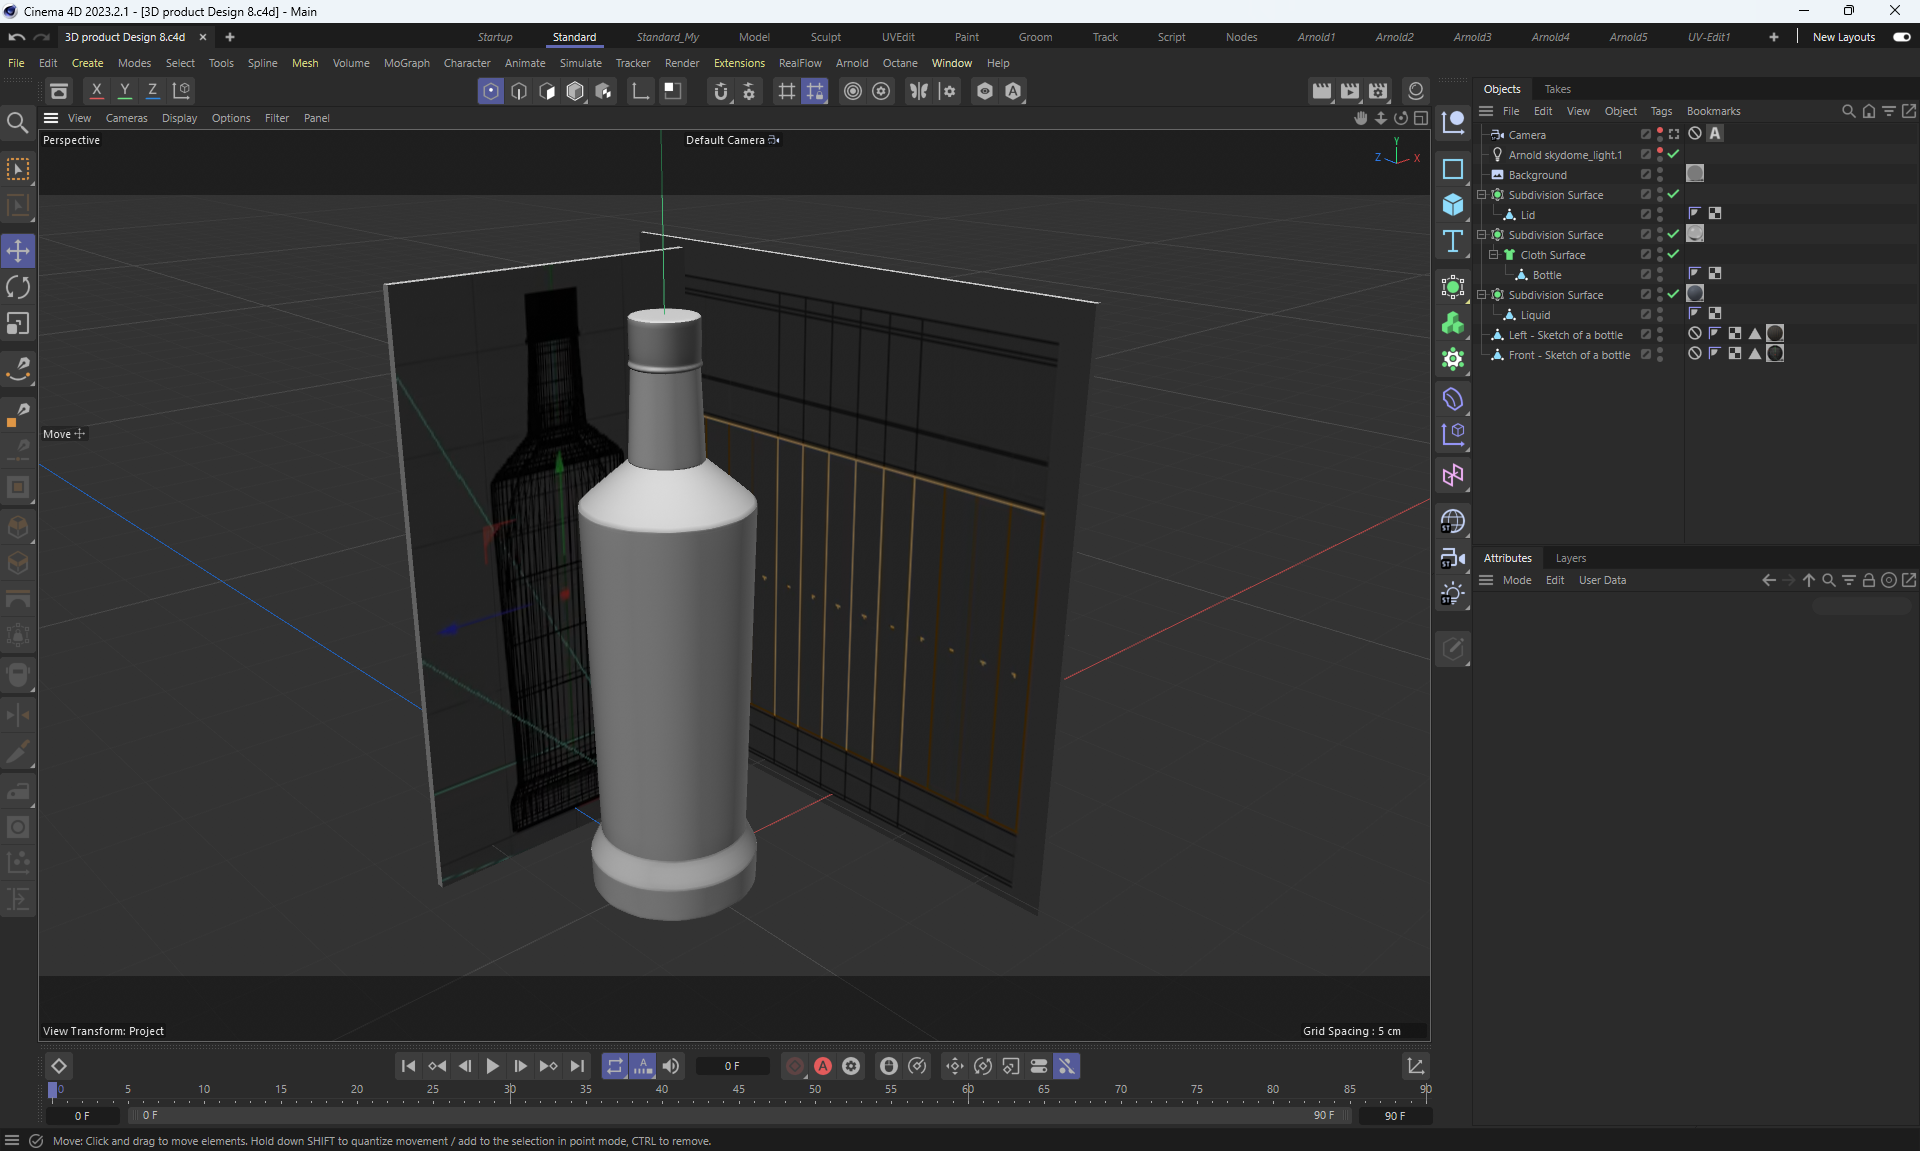 Cinema 4D 2023.2.1 - [3D product Design 8.c4d] - Main
3D product Design 8.c4d
Startup Standard Standard_My Model Sculpt UVEdit Paint Groom Track Script Nodes Arnold1 Arnold2 Arnold3 Arnold4 Arnold5 UV-Edit1 New Layouts
File Edit Create Modes Select Tools Spline Mesh Volume MoGraph Character Animate Simulate Tracker Render Extensions RealFlow Arnold Octane Window Help
X Y Z
Objects Takes
View Cameras Display Options Filter Panel
File Edit View Object Tags Bookmarks
Perspective
Default Camera
Y
Z X
Camera
A
Arnold skydome_light.1
Background
Subdivision Surface
Lid
Subdivision Surface
Cloth Surface
Bottle
Subdivision Surface
Liquid
Left - Sketch of a bottle
Front - Sketch of a bottle
Move
ST
ST
ST
Attributes Layers
Mode Edit User Data
View Transform: Project
Grid Spacing : 5 cm
0 F
A
0 5 10 15 20 25 30 35 40 45 50 55 60 65 70 75 80 85 90
0 F 0 F 90 F 90 F
Move: Click and drag to move elements. Hold down SHIFT to quantize movement / add to the selection in point mode, CTRL to remove.